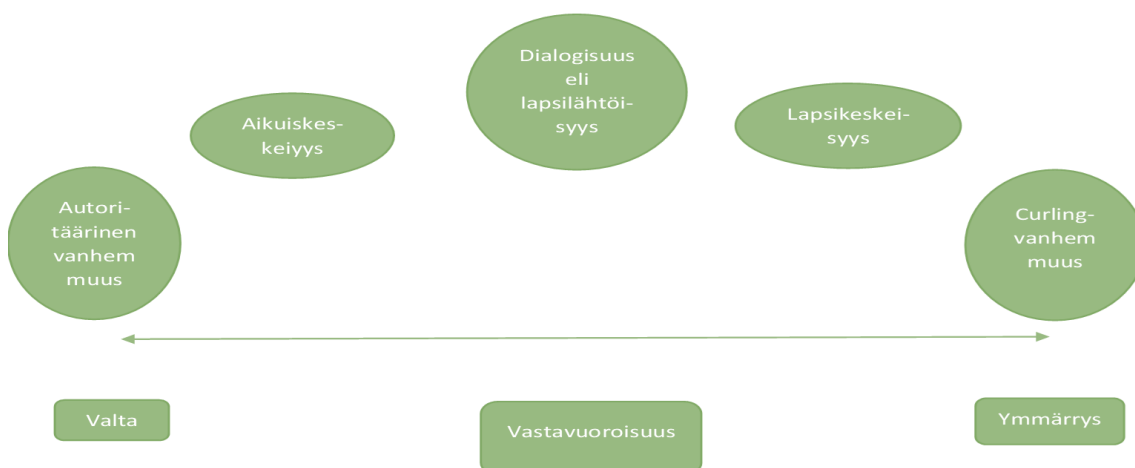 Autori-
täärinen
vanhem
muus
Aikuiskes-
keiyys
Dialogisuus
eli
lapsilähtöi-
syys
Lapsikeskei-
syys
Curling-
vanhem
muus
Valta
Vastavuoroisuus
Ymmärrys